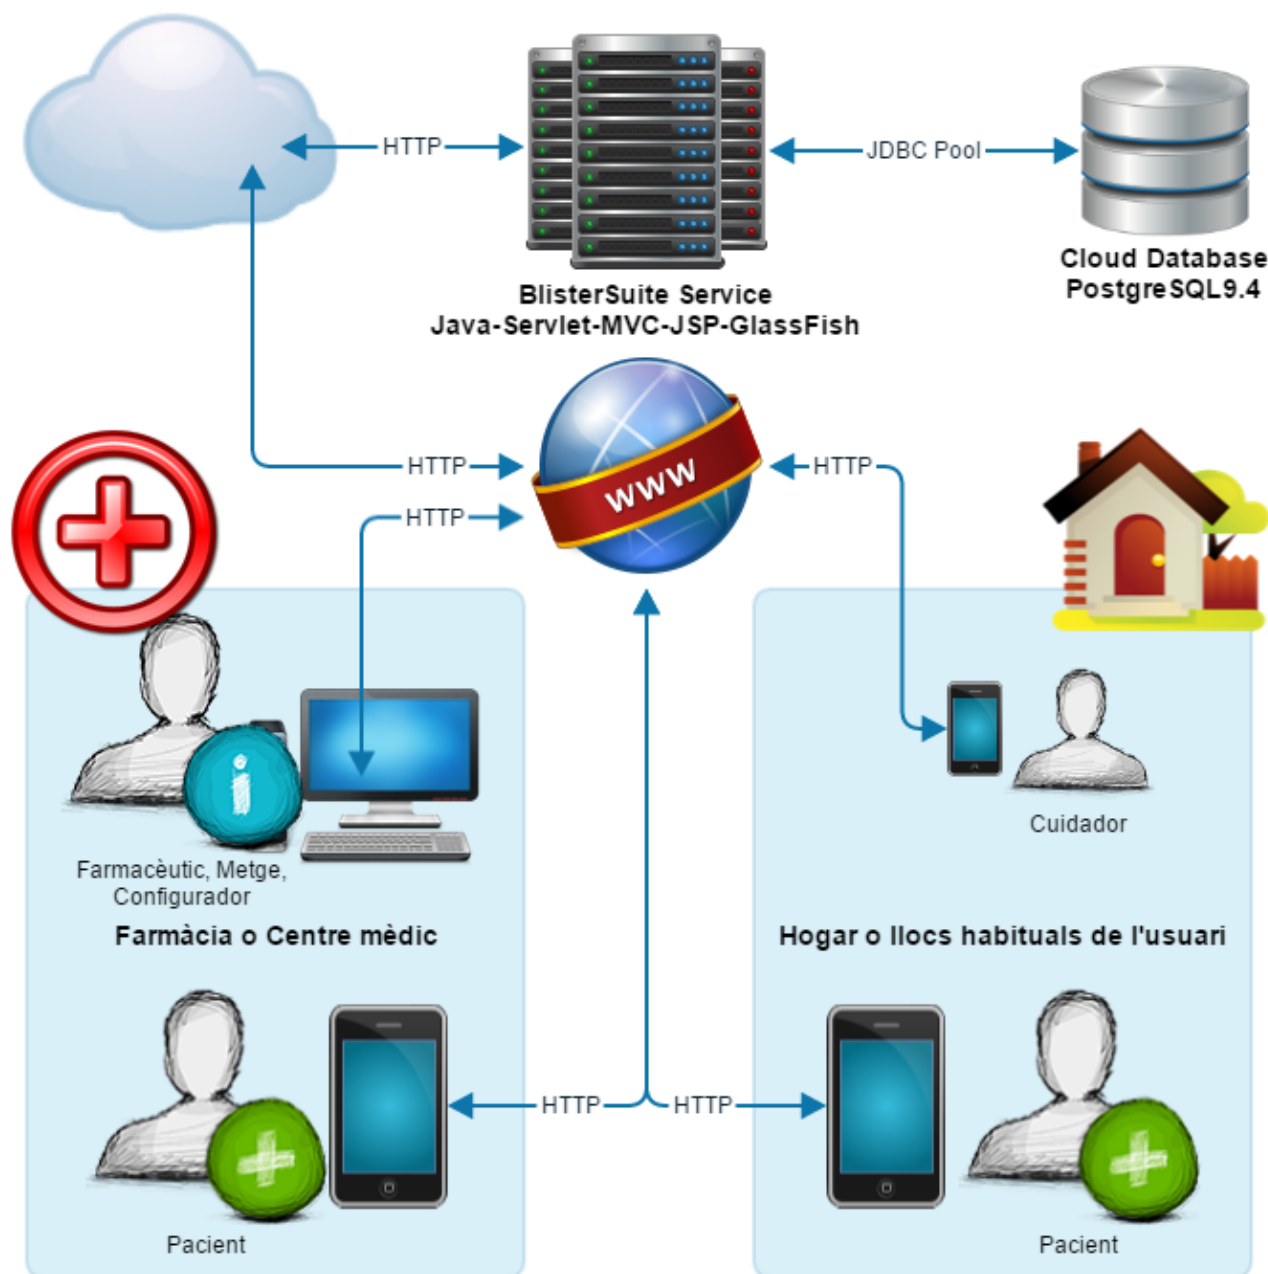 HTTP
JDBC Pool
Cloud Database
PostgreSQL9.4
BlisterSuite Service
Java-Servlet-MVC-JSP-GlassFish
www
HTTP
HTTP
HTTP
Farmacèutic, Metge,
Configurador
Farmàcia o Centre mèdic
Cuidador
Hogar o llocs habituals de l'usuari
HTTP
HTTP
Pacient
Pacient